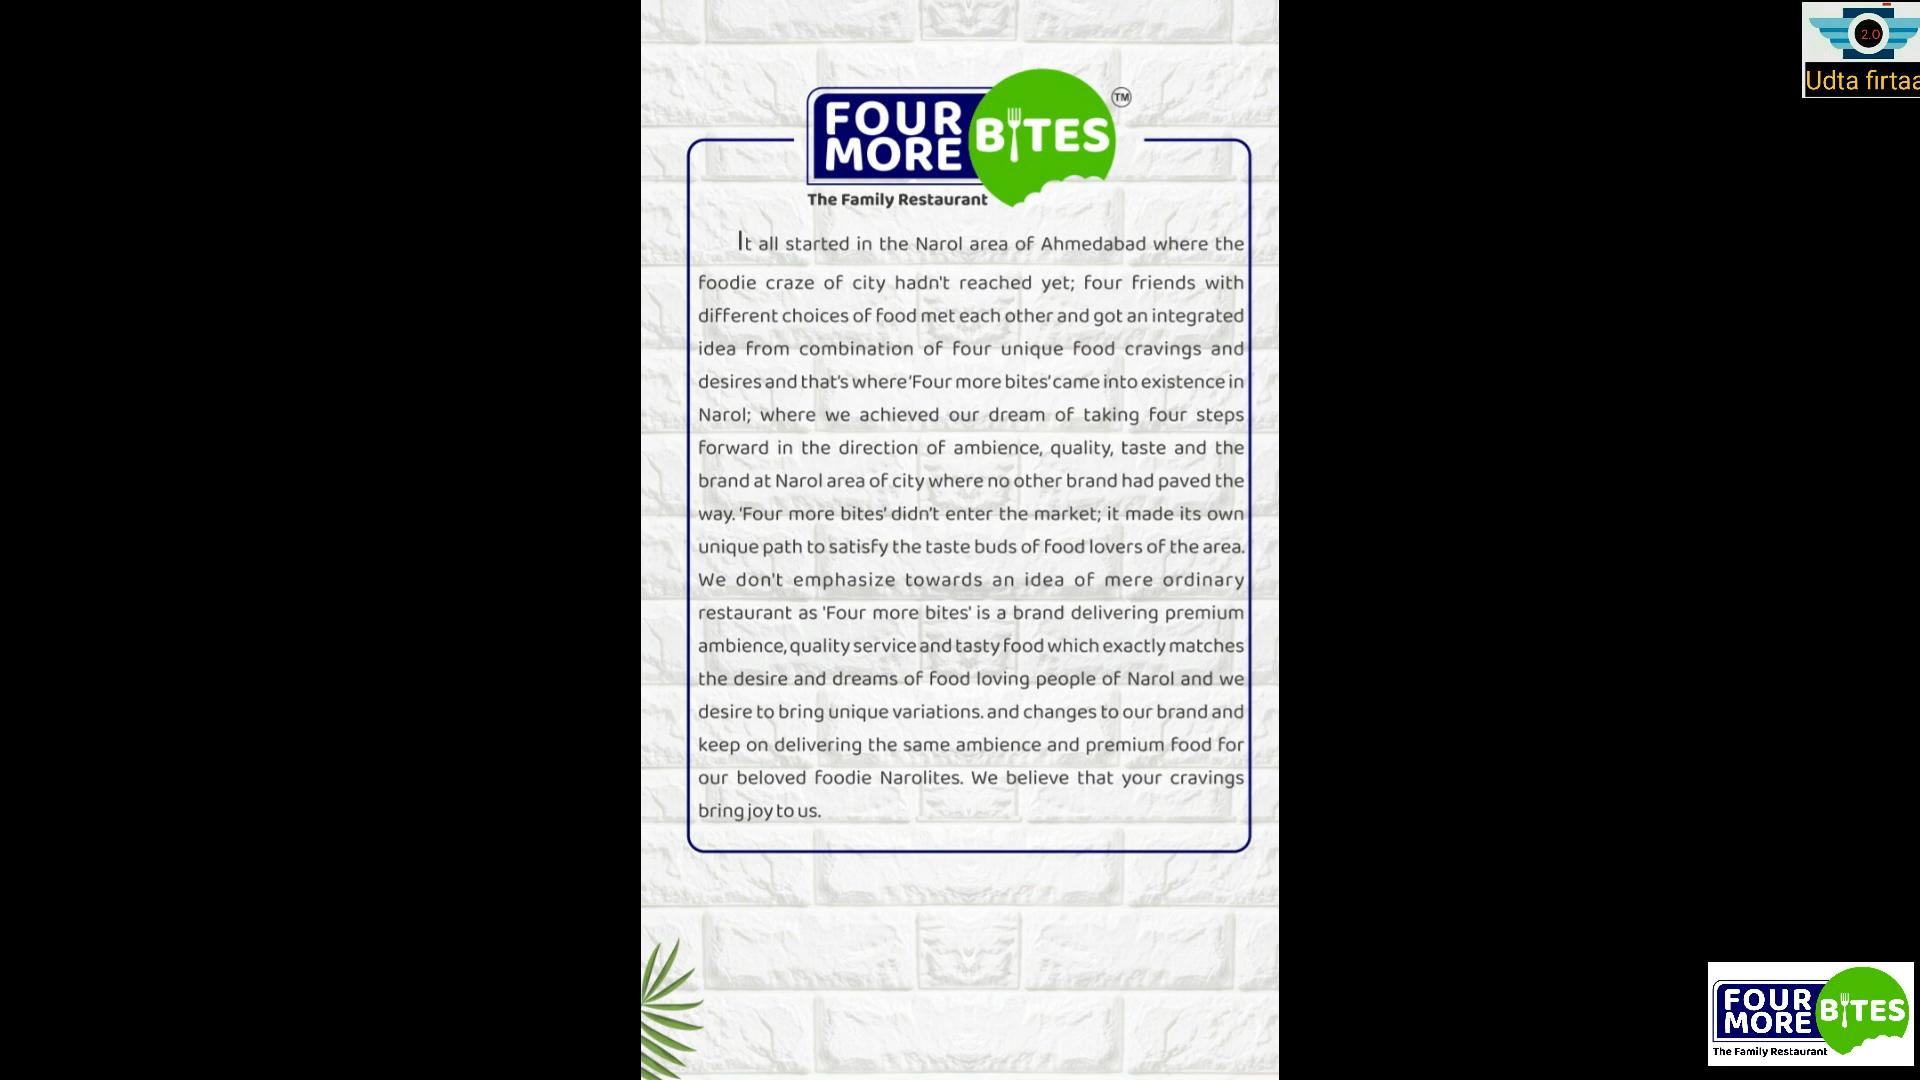 FOUR
MORE
BITES
TM
The Family Restaurant
It all started in the Narol area of Ahmedabad where the
foodie craze of city hadn't reached yet; four friends with
different choices of food met each other and got an integrated
idea from combination of four unique food cravings and
desires and that's where 'Four more bites' came into existence in
Narol; where we achieved our dream of taking four steps
forward in the direction of ambience, quality, taste and the
brand at Narol area of city where no other brand had paved the
way. 'Four more bites' didn't enter the market; it made its own
unique path to satisfy the taste buds of food lovers of the area.
We don't emphasize towards an idea of mere ordinary
restaurant as 'Four more bites' is a brand delivering premium
ambience, quality service and tasty food which exactly matches
the desire and dreams of food loving people of Narol and we
desire to bring unique variations. and changes to our brand and
keep on delivering the same ambience and premium food for
our beloved foodie Narolites. We believe that your cravings
bring joy to us.
2.0
Udta firtaa
FOUR
MORE
BITES
The Family Restaurant